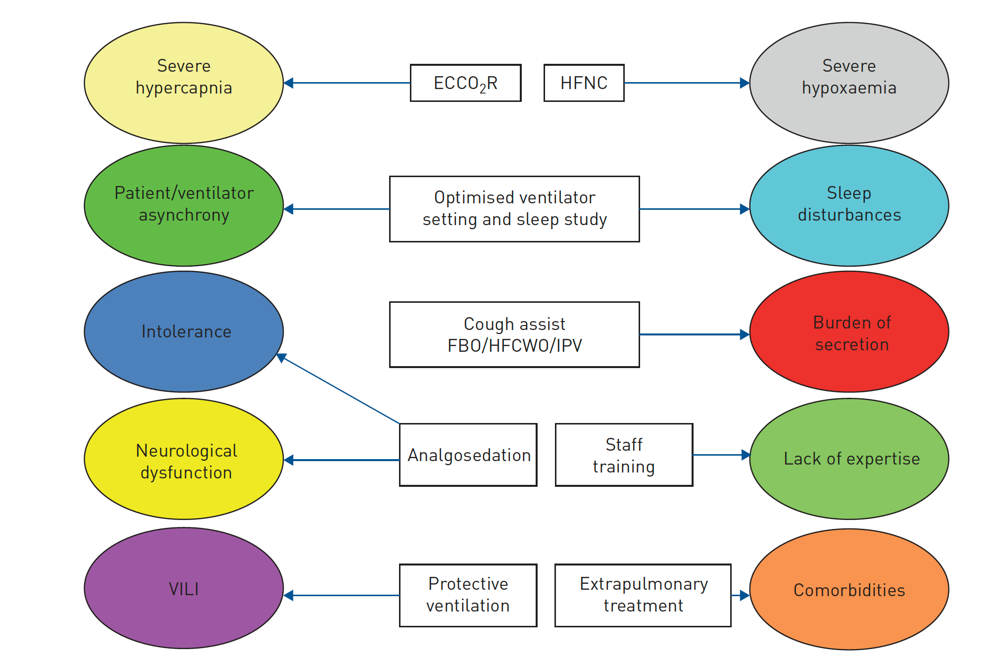 Severe
hypercapnia
ECCO₂R
HFNC
Severe
hypoxaemia
Patient/ventilator
asynchrony
Optimised ventilator
setting and sleep study
Sleep
disturbances
Intolerance
Cough assist
FBO/HFCWO/IPV
Burden of
secretion
Neurological
dysfunction
Analgosedation
Staff
training
Lack of expertise
VILI
Protective
ventilation
Extrapulmonary
treatment
Comorbidities